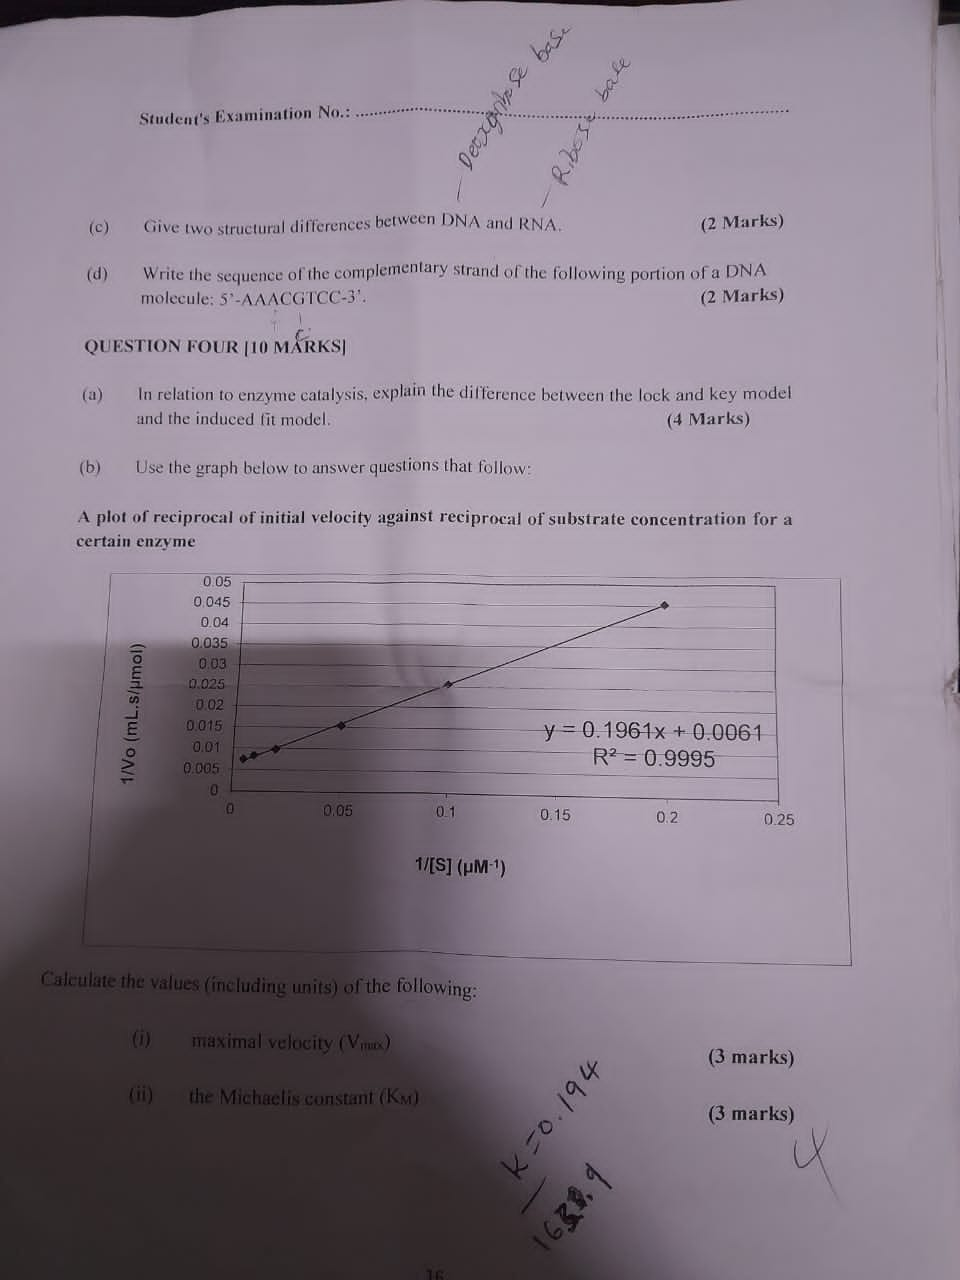 Student's Examination No.: ................................................
- Deoxyribose base
- Ribose base
(c) Give two structural differences between DNA and RNA. (2 Marks)
(d) Write the sequence of the complementary strand of the following portion of a DNA
molecule: 5'-AAACGTCC-3'. (2 Marks)
QUESTION FOUR [10 MARKS]
(a) In relation to enzyme catalysis, explain the difference between the lock and key model
and the induced fit model. (4 Marks)
(b) Use the graph below to answer questions that follow:
A plot of reciprocal of initial velocity against reciprocal of substrate concentration for a
certain enzyme
0.05
0.045
0.04
0.035
0.03
0.025
0.02
0.015
0.01
0.005
0
1/Vo (mL.s/µmol)
y = 0.1961x + 0.0061
R² = 0.9995
0 0.05 0.1 0.15 0.2 0.25
1/[S] (µM-¹)
Calculate the values (including units) of the following:
(i) maximal velocity (Vmax) (3 marks)
(ii) the Michaelis constant (KM) (3 marks)
K=0.194
4
16